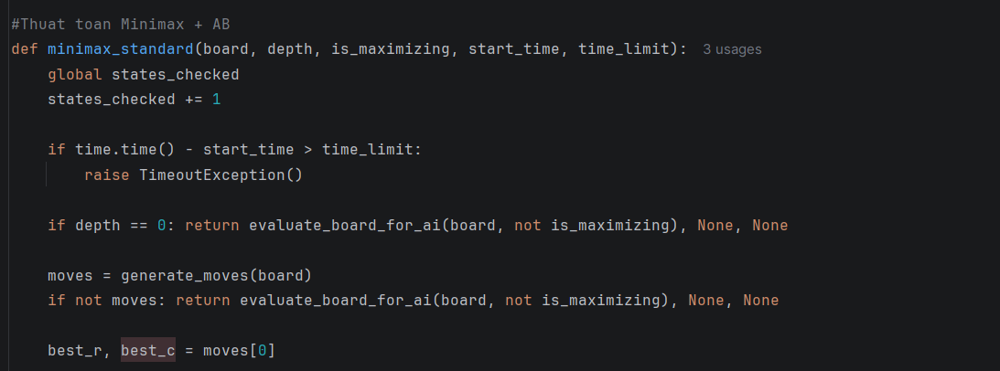 #Thuat toan Minimax + AB
def minimax_standard(board, depth, is_maximizing, start_time, time_limit):  3 usages
    global states_checked
    states_checked += 1

    if time.time() - start_time > time_limit:
        raise TimeoutException()

    if depth == 0: return evaluate_board_for_ai(board, not is_maximizing), None, None

    moves = generate_moves(board)
    if not moves: return evaluate_board_for_ai(board, not is_maximizing), None, None

    best_r, best_c = moves[0]